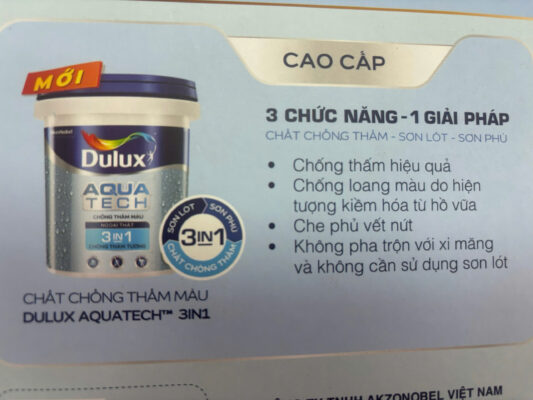 CAO CẤP
MỚI
Dulux
AQUA
TECH
CHỐNG THẤM MÀU
NGOẠI THẤT
3 IN 1
CHỐNG THẤM TƯỜNG
SƠN LÓT
SƠN PHỦ
3 IN 1
CHẤT CHỐNG THẤM
CHẤT CHỐNG THẤM MÀU
DULUX AQUATECH™ 3IN1
3 CHỨC NĂNG - 1 GIẢI PHÁP
CHẤT CHỐNG THẤM - SƠN LÓT - SƠN PHỦ
• Chống thấm hiệu quả
• Chống loang màu do hiện
tượng kiềm hóa từ hồ vữa
• Che phủ vết nứt
• Không pha trộn với xi măng
và không cần sử dụng sơn lót
TNHH AKZONOBEL VIỆT NAM